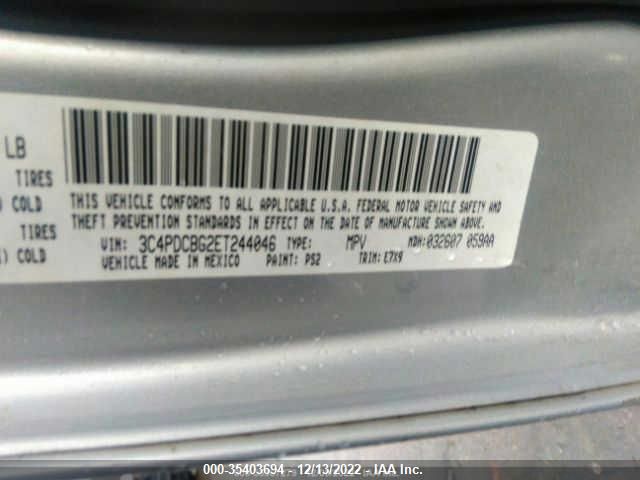 LB
TIRES
COLD
TIRES
COLD
THIS VEHICLE CONFORMS TO ALL APPLICABLE U.S.A. FEDERAL MOTOR VEHICLE SAFETY AND
THEFT PREVENTION STANDARDS IN EFFECT ON THE DATE OF MANUFACTURE SHOWN ABOVE.
VIN: 3C4PDCBG2ET244046 TYPE: MPV MDH:032607 059AA
VEHICLE MADE IN MEXICO PAINT: PS2 TRIM: E7X9
000-35403694 - 12/13/2022 - IAA Inc.